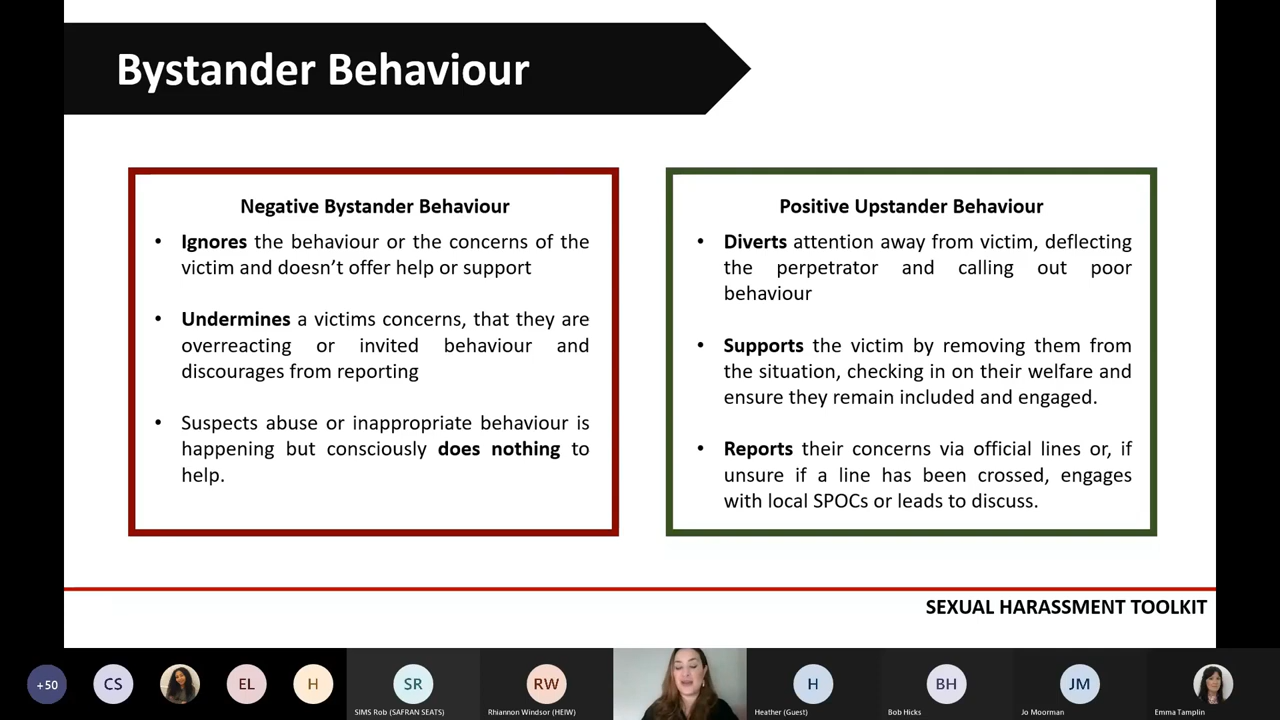 Bystander Behaviour
Negative Bystander Behaviour
• Ignores the behaviour or the concerns of the
victim and doesn't offer help or support
• Undermines a victims concerns, that they are
overreacting or invited behaviour and
discourages from reporting
• Suspects abuse or inappropriate behaviour is
happening but consciously does nothing to
help.
Positive Upstander Behaviour
• Diverts attention away from victim, deflecting
the perpetrator and calling out poor
behaviour
• Supports the victim by removing them from
the situation, checking in on their welfare and
ensure they remain included and engaged.
• Reports their concerns via official lines or, if
unsure if a line has been crossed, engages
with local SPOCs or leads to discuss.
SEXUAL HARASSMENT TOOLKIT
+50
CS
EL
H
SR
RW
H
BH
JM
SIMS Rob (SAFRAN SEATS)
Rhiannon Windsor (HEIW)
Heather (Guest)
Bob Hicks
Jo Moorman
Emma Tamplin